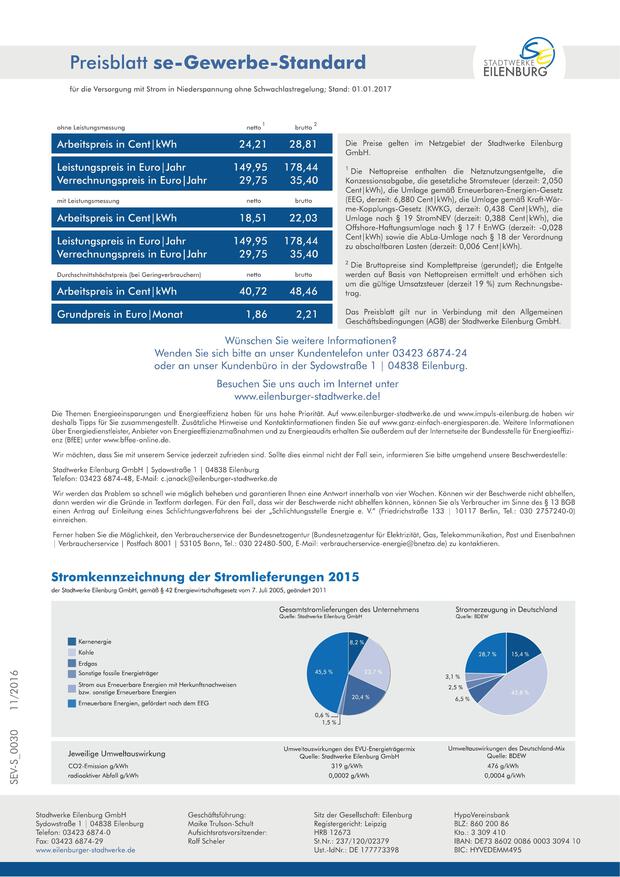 Preisblatt se-Gewerbe-Standard
STADTWERKE
EILENBURG
für die Versorgung mit Strom in Niederspannung ohne Schwachlastregelung; Stand: 01.01.2017
ohne Leistungsmessung netto 1 brutto 2
Arbeitspreis in Cent|kWh 24,21 28,81
Leistungspreis in Euro|Jahr 149,95 178,44
Verrechnungspreis in Euro|Jahr 29,75 35,40
mit Leistungsmessung netto brutto
Arbeitspreis in Cent|kWh 18,51 22,03
Leistungspreis in Euro|Jahr 149,95 178,44
Verrechnungspreis in Euro|Jahr 29,75 35,40
Durchschnittshöchstpreis (bei Geringverbrauchern) netto brutto
Arbeitspreis in Cent|kWh 40,72 48,46
Grundpreis in Euro|Monat 1,86 2,21
Die Preise gelten im Netzgebiet der Stadtwerke Eilenburg
GmbH.
1 Die Nettopreise enthalten die Netznutzungsentgelte, die
Konzessionsabgabe, die gesetzliche Stromsteuer (derzeit: 2,050
Cent|kWh), die Umlage gemäß Erneuerbaren-Energien-Gesetz
(EEG, derzeit: 6,880 Cent|kWh), die Umlage gemäß Kraft-Wär-
me-Kopplungs-Gesetz (KWKG, derzeit: 0,438 Cent|kWh), die
Umlage nach § 19 StromNEV (derzeit: 0,388 Cent|kWh), die
Offshore-Haftungsumlage nach § 17 f EnWG (derzeit: -0,028
Cent|kWh) sowie die AbLa-Umlage nach § 18 der Verordnung
zu abschaltbaren Lasten (derzeit; 0,006 Cent|kWh).
2 Die Bruttopreise sind Komplettpreise (gerundet); die Entgelte
werden auf Basis von Nettopreisen ermittelt und erhöhen sich
um die gültige Umsatzsteuer (derzeit 19 %) zum Rechnungsbe-
trag.
Das Preisblatt gilt nur in Verbindung mit den Allgemeinen
Geschäftsbedingungen (AGB) der Stadtwerke Eilenburg GmbH.
Wünschen Sie weitere Informationen?
Wenden Sie sich bitte an unser Kundentelefon unter 03423 6874-24
oder an unser Kundenbüro in der Sydowstraße 1 | 04838 Eilenburg.
Besuchen Sie uns auch im Internet unter
www.eilenburger-stadtwerke.de!
Die Themen Energieeinsparungen und Energieeffizienz haben für uns hohe Priorität. Auf www.eilenburger-stadtwerke.de und www.impuls-eilenburg.de haben wir
deshalb Tipps für Sie zusammengestellt. Zusätzliche Hinweise und Kontaktinformationen finden Sie auf www.ganz-einfach-energiesparen.de. Weitere Informationen
über Energiedienstleister, Anbieter von Energieeffizienzmaßnahmen und zu Energieaudits erhalten Sie außerdem auf der Internetseite der Bundesstelle für Energieeffizi-
enz (BfEE) unter www.bffee-online.de.
Wir möchten, dass Sie mit unserem Service jederzeit zufrieden sind. Sollte dies einmal nicht der Fall sein, informieren Sie bitte umgehend unsere Beschwerdestelle:
Stadtwerke Eilenburg GmbH | Sydowstraße 1 | 04838 Eilenburg
Telefon: 03423 6874-48, E-Mail: c.janack@eilenburger-stadtwerke.de
Wir werden das Problem so schnell wie möglich beheben und garantieren Ihnen eine Antwort innerhalb von vier Wochen. Können wir der Beschwerde nicht abhelfen,
dann werden wir die Gründe in Textform darlegen. Für den Fall, dass wir der Beschwerde nicht abhelfen können, können Sie als Verbraucher im Sinne des § 13 BGB
einen Antrag auf Einleitung eines Schlichtungsverfahrens bei der „Schlichtungsstelle Energie e. V.“ (Friedrichstraße 133 | 10117 Berlin, Tel.: 030 2757240-0)
einreichen.
Ferner haben Sie die Möglichkeit, den Verbraucherservice der Bundesnetzagentur (Bundesnetzagentur für Elektrizität, Gas, Telekommunikation, Post und Eisenbahnen
| Verbraucherservice | Postfach 8001 | 53105 Bonn, Tel.: 030 22480-500, E-Mail: verbraucherservice-energie@bnetza.de) zu kontaktieren.
Stromkennzeichnung der Stromlieferungen 2015
der Stadtwerke Eilenburg GmbH, gemäß § 42 Energiewirtschaftsgesetz vom 7. Juli 2005, geändert 2011
Gesamtstromlieferungen des Unternehmens
Quelle: Stadtwerke Eilenburg GmbH
Stromerzeugung in Deutschland
Quelle: BDEW
Kernenergie
Kohle
Erdgas
Sonstige fossile Energieträger
Strom aus Erneuerbare Energien mit Herkunftsnachweisen
bzw. sonstige Erneuerbare Energien
Erneuerbare Energien, gefördert nach dem EEG
8,2 %
23,7 %
20,4 %
1,5 %
0,6 %
45,5 %
15,4 %
43,8 %
6,5 %
2,5 %
3,1 %
28,7 %
Jeweilige Umweltauswirkung
CO2-Emission g/kWh
radioaktiver Abfall g/kWh
Umweltauswirkungen des EVU-Energieträgermix
Quelle: Stadtwerke Eilenburg GmbH
319 g/kWh
0,0002 g/kWh
Umweltauswirkungen des Deutschland-Mix
Quelle: BDEW
476 g/kWh
0,0004 g/kWh
SEV-S_0030 11/2016
Stadtwerke Eilenburg GmbH
Sydowstraße 1 | 04838 Eilenburg
Telefon: 03423 6874-0
Fax: 03423 6874-29
www.eilenburger-stadtwerke.de
Geschäftsführung:
Maike Trulson-Schult
Aufsichtsratsvorsitzender:
Ralf Scheler
Sitz der Gesellschaft: Eilenburg
Registergericht: Leipzig
HRB 12673
St.Nr.: 237/120/02379
Ust.-IdNr.: DE 177773398
HypoVereinsbank
BLZ: 860 200 86
Kto.: 3 309 410
IBAN: DE73 8602 0086 0003 3094 10
BIC: HYVEDEMM495